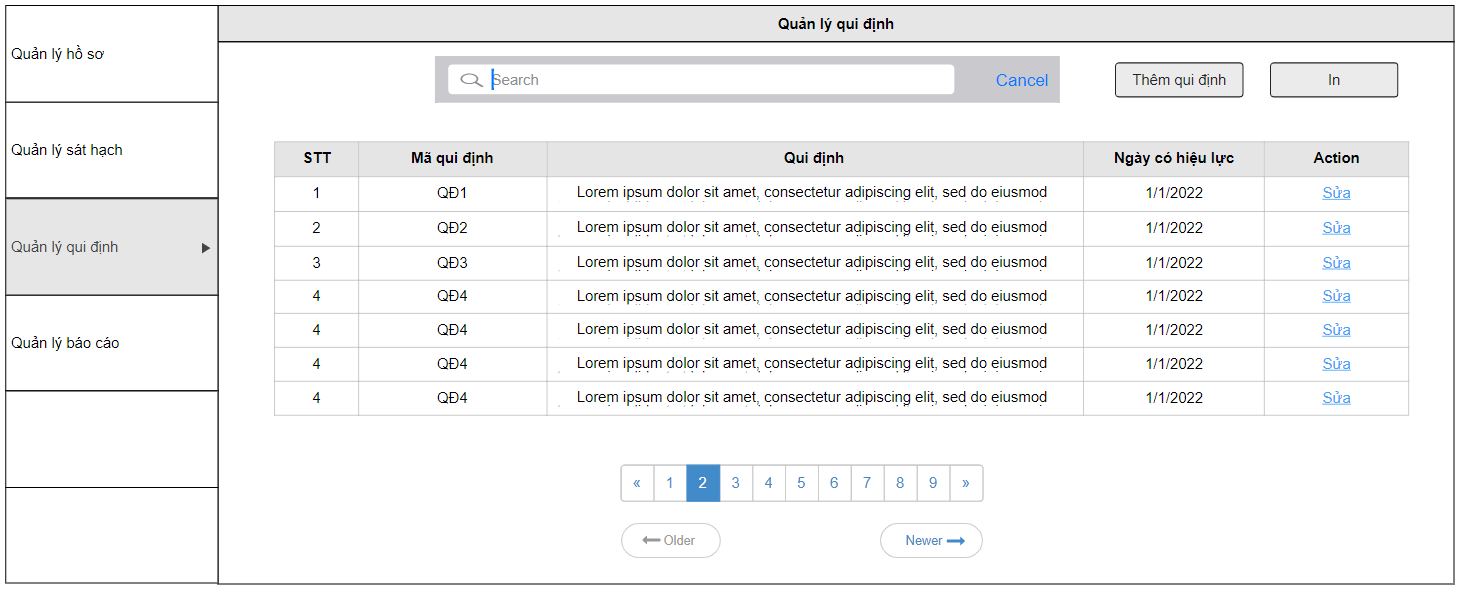 Quản lý qui định
Quản lý hồ sơ
Quản lý sát hạch
Quản lý qui định
Quản lý báo cáo
Search Cancel Thêm qui định In
STT Mã qui định Qui định Ngày có hiệu lực Action
1 QĐ1 Lorem ipsum dolor sit amet, consectetur adipiscing elit, sed do eiusmod 1/1/2022 Sửa
2 QĐ2 Lorem ipsum dolor sit amet, consectetur adipiscing elit, sed do eiusmod 1/1/2022 Sửa
3 QĐ3 Lorem ipsum dolor sit amet, consectetur adipiscing elit, sed do eiusmod 1/1/2022 Sửa
4 QĐ4 Lorem ipsum dolor sit amet, consectetur adipiscing elit, sed do eiusmod 1/1/2022 Sửa
4 QĐ4 Lorem ipsum dolor sit amet, consectetur adipiscing elit, sed do eiusmod 1/1/2022 Sửa
4 QĐ4 Lorem ipsum dolor sit amet, consectetur adipiscing elit, sed do eiusmod 1/1/2022 Sửa
4 QĐ4 Lorem ipsum dolor sit amet, consectetur adipiscing elit, sed do eiusmod 1/1/2022 Sửa
« 1 2 3 4 5 6 7 8 9 »
Older Newer